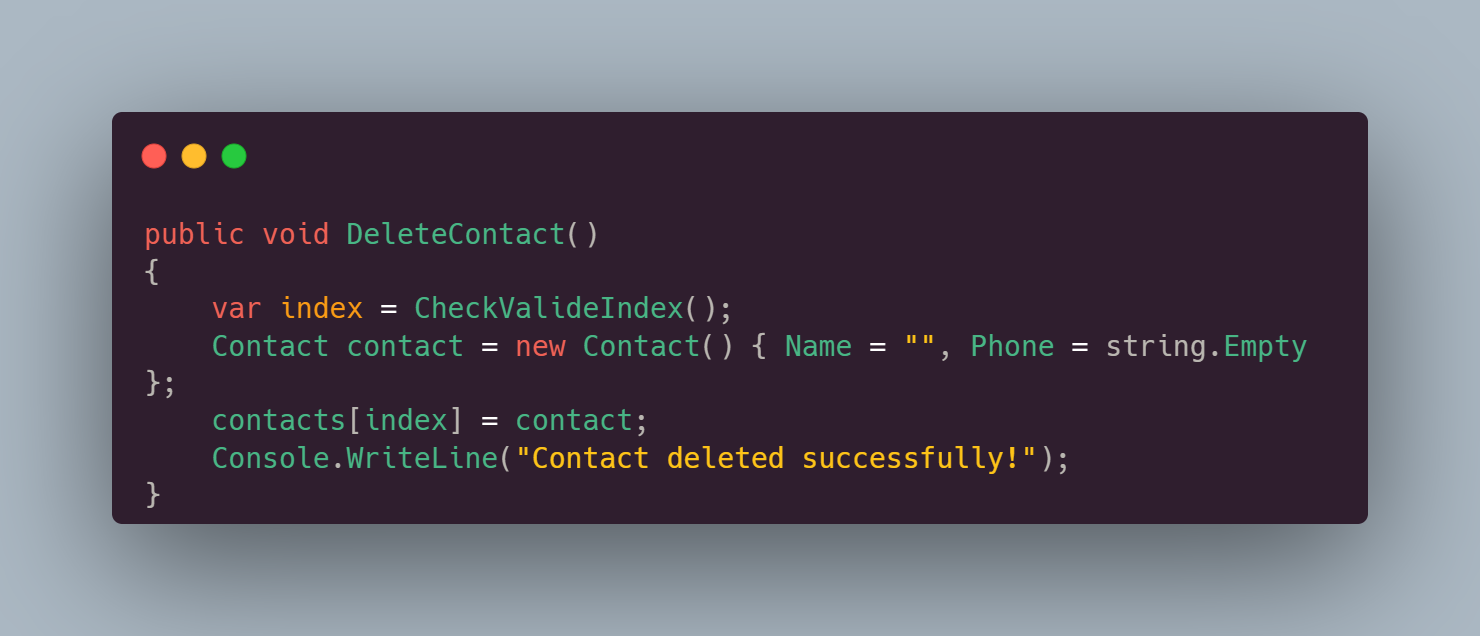 public void DeleteContact()
{
    var index = CheckValideIndex();
    Contact contact = new Contact() { Name = "", Phone = string.Empty
};
    contacts[index] = contact;
    Console.WriteLine("Contact deleted successfully!");
}